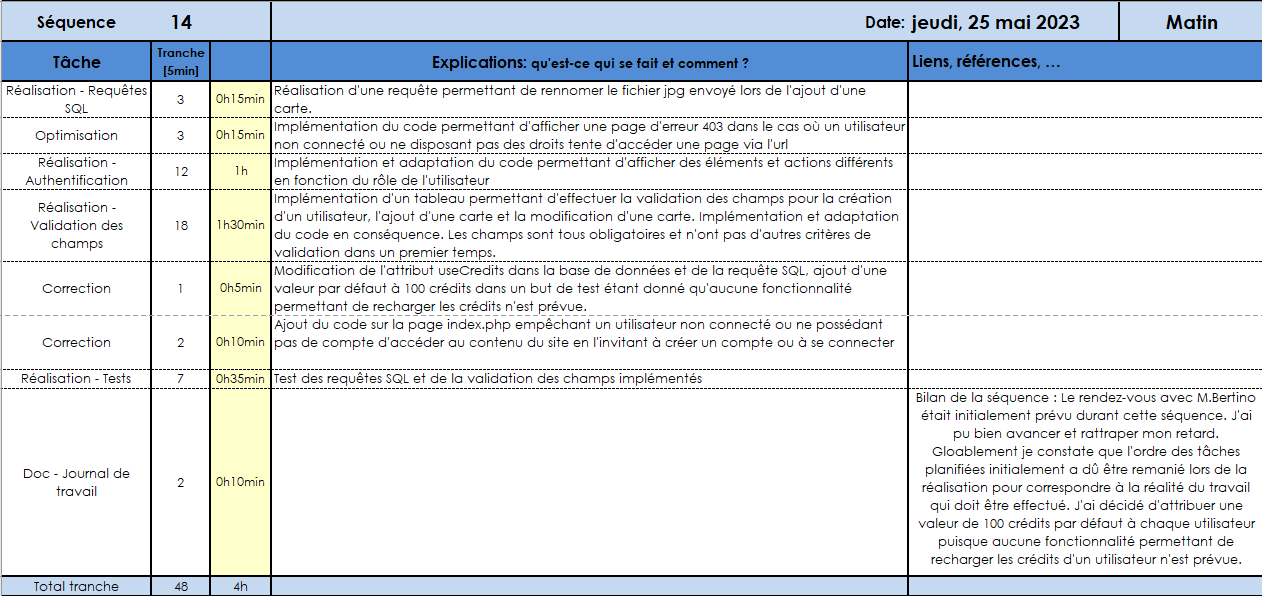 Séquence 14 Date: jeudi, 25 mai 2023 Matin
Tâche Tranche [5min] Explications: qu'est-ce qui se fait et comment ? Liens, références, …
Réalisation - Requêtes SQL 3 0h15min
Réalisation d'une requête permettant de rennomer le fichier jpg envoyé lors de l'ajout d'une
carte.
Optimisation 3 0h15min
Implémentation du code permettant d'afficher une page d'erreur 403 dans le cas où un utilisateur
non connecté ou ne disposant pas des droits tente d'accéder une page via l'url
Réalisation - Authentification 12 1h
Implémentation et adaptation du code permettant d'afficher des éléments et actions différents
en fonction du rôle de l'utilisateur
Réalisation - Validation des champs 18 1h30min
Implémentation d'un tableau permettant d'effectuer la validation des champs pour la création
d'un utilisateur, l'ajout d'une carte et la modification d'une carte. Implémentation et adaptation
du code en conséquence. Les champs sont tous obligatoires et n'ont pas d'autres critères de
validation dans un premier temps.
Correction 1 0h5min
Modification de l'attribut useCredits dans la base de données et de la requête SQL, ajout d'une
valeur par défaut à 100 crédits dans un but de test étant donné qu'aucune fonctionnalité
permettant de recharger les crédits n'est prévue.
Correction 2 0h10min
Ajout du code sur la page index.php empêchant un utilisateur non connecté ou ne possédant
pas de compte d'accéder au contenu du site en l'invitant à créer un compte ou à se connecter
Réalisation - Tests 7 0h35min Test des requêtes SQL et de la validation des champs implémentés
Doc - Journal de travail 2 0h10min
Bilan de la séquence : Le rendez-vous avec M.Bertino
était initialement prévu durant cette séquence. J'ai
pu bien avancer et rattraper mon retard.
Gloablement je constate que l'ordre des tâches
planifiées initialement a dû être remanié lors de la
réalisation pour correspondre à la réalité du travail
qui doit être effectué. J'ai décidé d'attribuer une
valeur de 100 crédits par défaut à chaque utilisateur
puisque aucune fonctionnalité permettant de
recharger les crédits d'un utilisateur n'est prévue.
Total tranche 48 4h